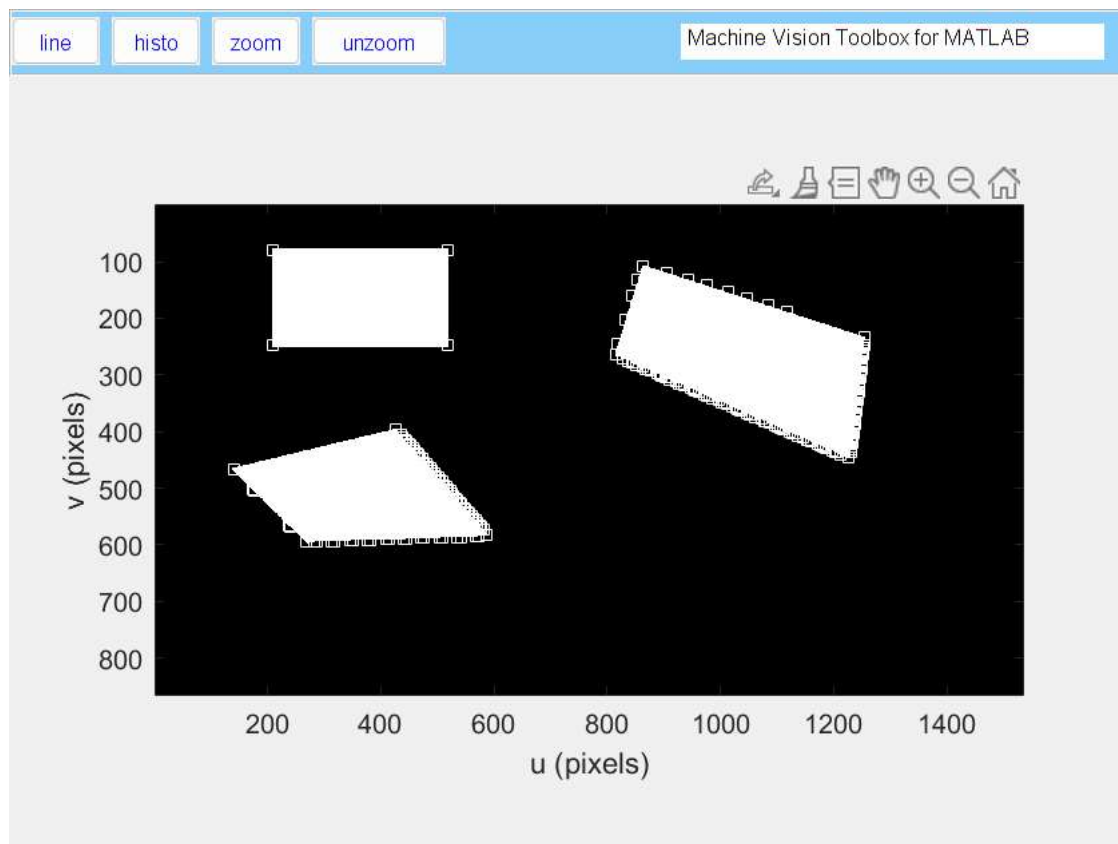 line histo zoom unzoom Machine Vision Toolbox for MATLAB
100
200
300
400
500
600
700
800
v (pixels)
200 400 600 800 1000 1200 1400
u (pixels)